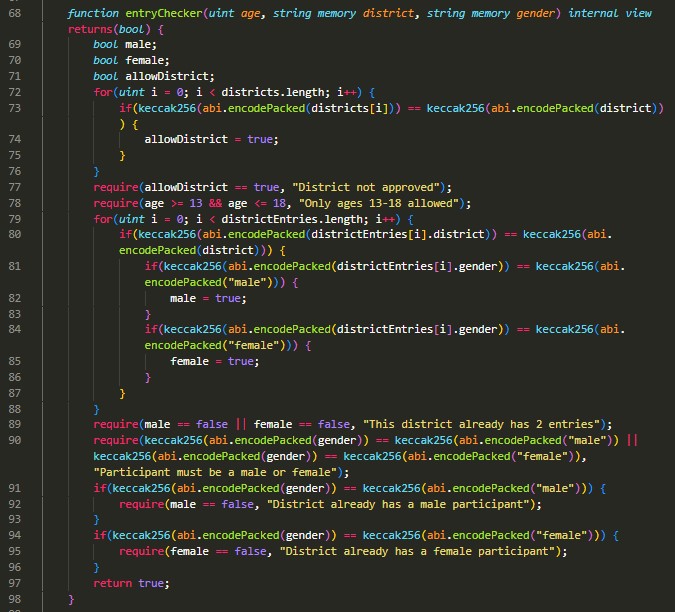 68 function entryChecker(uint age, string memory district, string memory gender) internal view
returns(bool) {
69 bool male;
70 bool female;
71 bool allowDistrict;
72 for(uint i = 0; i < districts.length; i++) {
73 if(keccak256(abi.encodePacked(districts[i])) == keccak256(abi.encodePacked(district))
) {
74 allowDistrict = true;
75 }
76 }
77 require(allowDistrict == true, "District not approved");
78 require(age >= 13 && age <= 18, "Only ages 13-18 allowed");
79 for(uint i = 0; i < districtEntries.length; i++) {
80 if(keccak256(abi.encodePacked(districtEntries[i].district)) == keccak256(abi.
encodePacked(district))) {
81 if(keccak256(abi.encodePacked(districtEntries[i].gender)) == keccak256(abi.
encodePacked("male"))) {
82 male = true;
83 }
84 if(keccak256(abi.encodePacked(districtEntries[i].gender)) == keccak256(abi.
encodePacked("female"))) {
85 female = true;
86 }
87 }
88 }
89 require(male == false || female == false, "This district already has 2 entries");
90 require(keccak256(abi.encodePacked(gender)) == keccak256(abi.encodePacked("male")) ||
keccak256(abi.encodePacked(gender)) == keccak256(abi.encodePacked("female")),
"Participant must be a male or female");
91 if(keccak256(abi.encodePacked(gender)) == keccak256(abi.encodePacked("male"))) {
92 require(male == false, "District already has a male participant");
93 }
94 if(keccak256(abi.encodePacked(gender)) == keccak256(abi.encodePacked("female"))) {
95 require(female == false, "District already has a female participant");
96 }
97 return true;
98 }